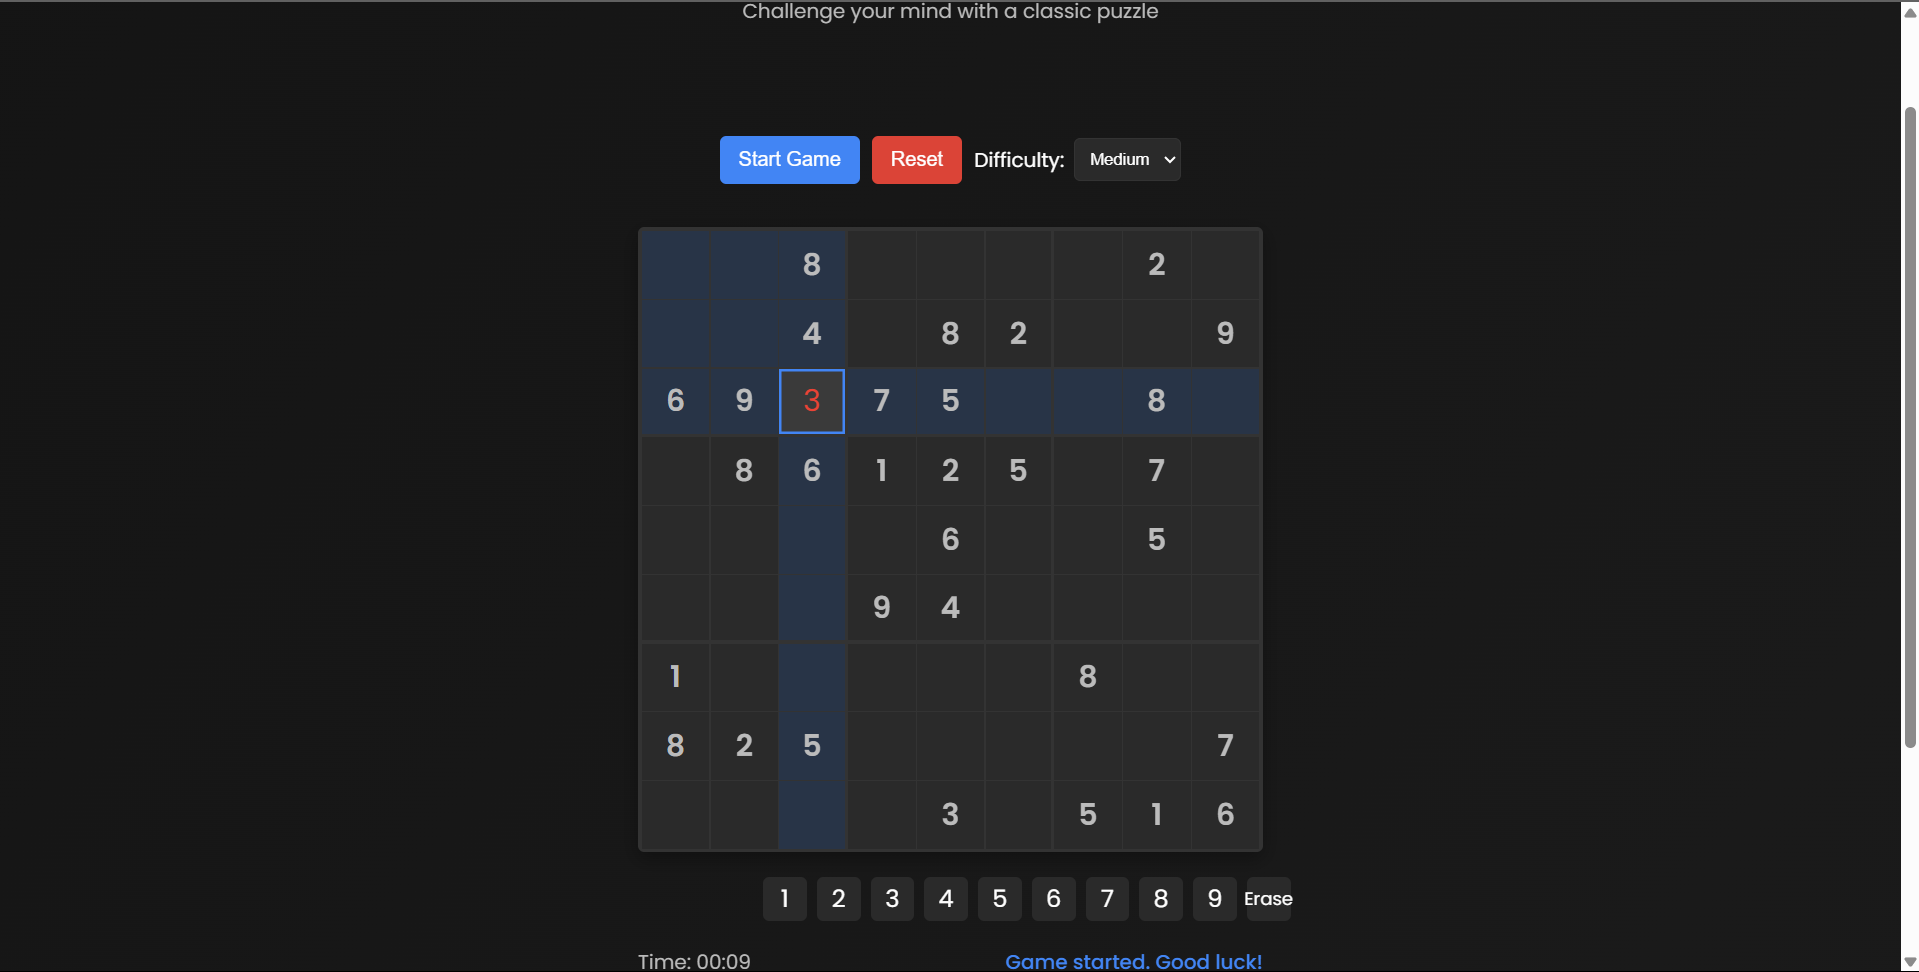 Challenge your mind with a classic puzzle
Start Game Reset Difficulty: Medium
8 2
4 8 2 9
6 9 3 7 5 8
8 6 1 2 5 7
6 5
9 4
1 8
8 2 5 7
3 5 1 6
1 2 3 4 5 6 7 8 9 Erase
Time: 00:09 Game started. Good luck!